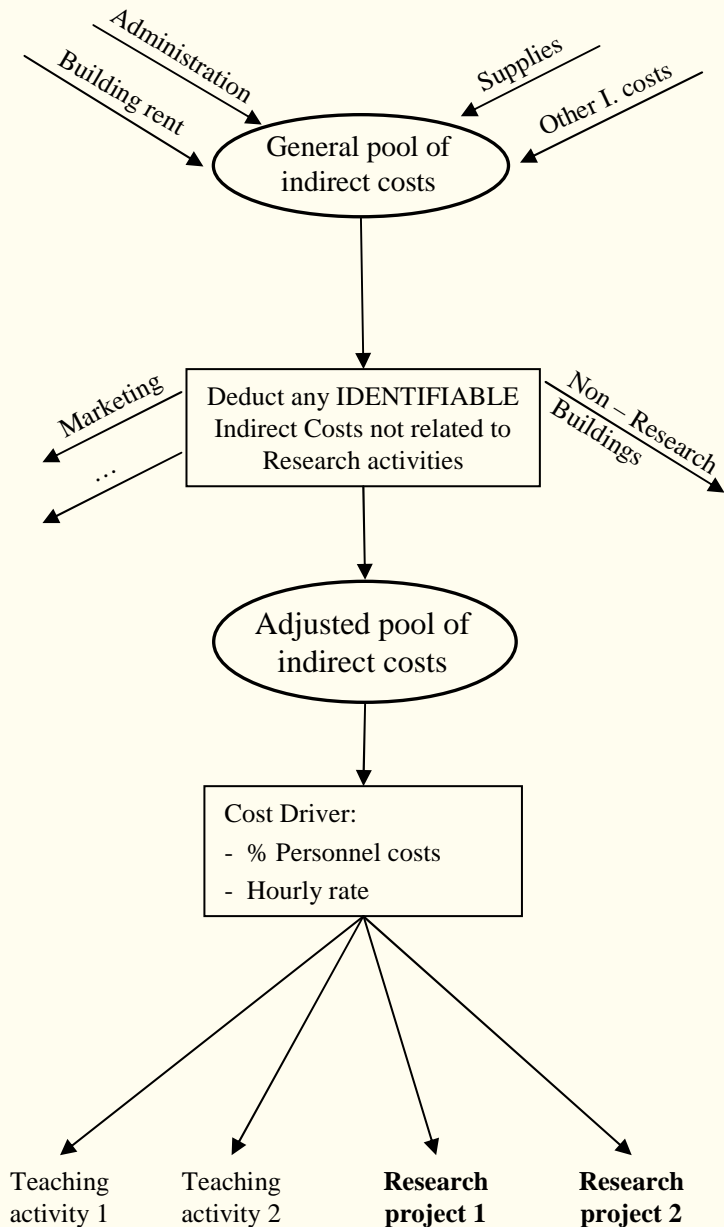 Administration
Building rent
Supplies
Other I. costs
General pool of
indirect costs
Marketing
…
Deduct any IDENTIFIABLE
Indirect Costs not related to
Research activities
Non – Research
Buildings
Adjusted pool of
indirect costs
Cost Driver:
- % Personnel costs
- Hourly rate
Teaching
activity 1
Teaching
activity 2
Research
project 1
Research
project 2